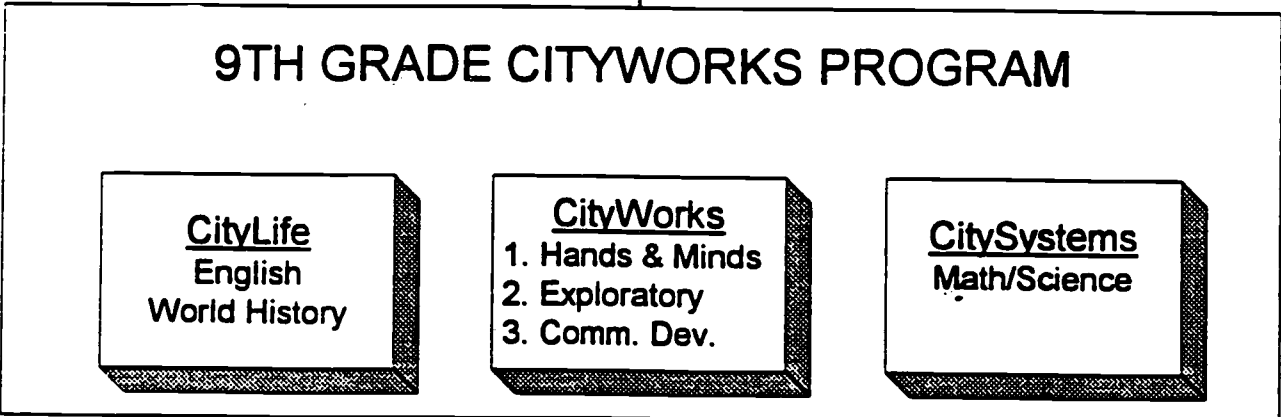 9TH GRADE CITYWORKS PROGRAM
CityLife
English
World History
CityWorks
1. Hands & Minds
2. Exploratory
3. Comm. Dev.
CitySystems
Math/Science